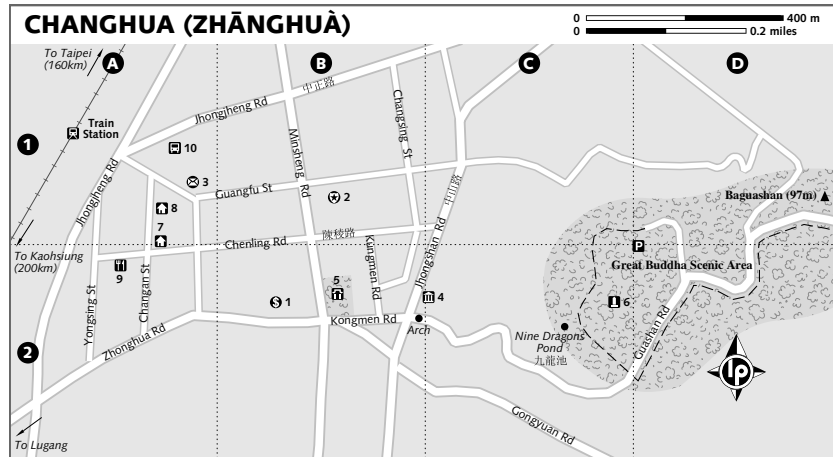 CHANGHUA (ZHĀNGHUÀ)
0 400 m
0 0.2 miles
To Taipei
(160km)
A
B
C
D
1
Train
Station
10
Jhongjheng Rd
中正路
Jhongjheng Rd
3
Guangfu St
Minsheng Rd
Changsing St
2
中山路
Baguashan (97m)
8
7
Chenling Rd
陳稜路
Kungmen Rd
Jhongshan Rd
P
Great Buddha Scenic Area
To Kaohsiung
(200km)
9
Yongsing St
Changan St
$ 1
5
4
6
Kongmen Rd
Arch
2
Zhonghua Rd
Nine Dragons
Pond
九龍池
Guashan Rd
lp
Gongyuan Rd
To Lugang